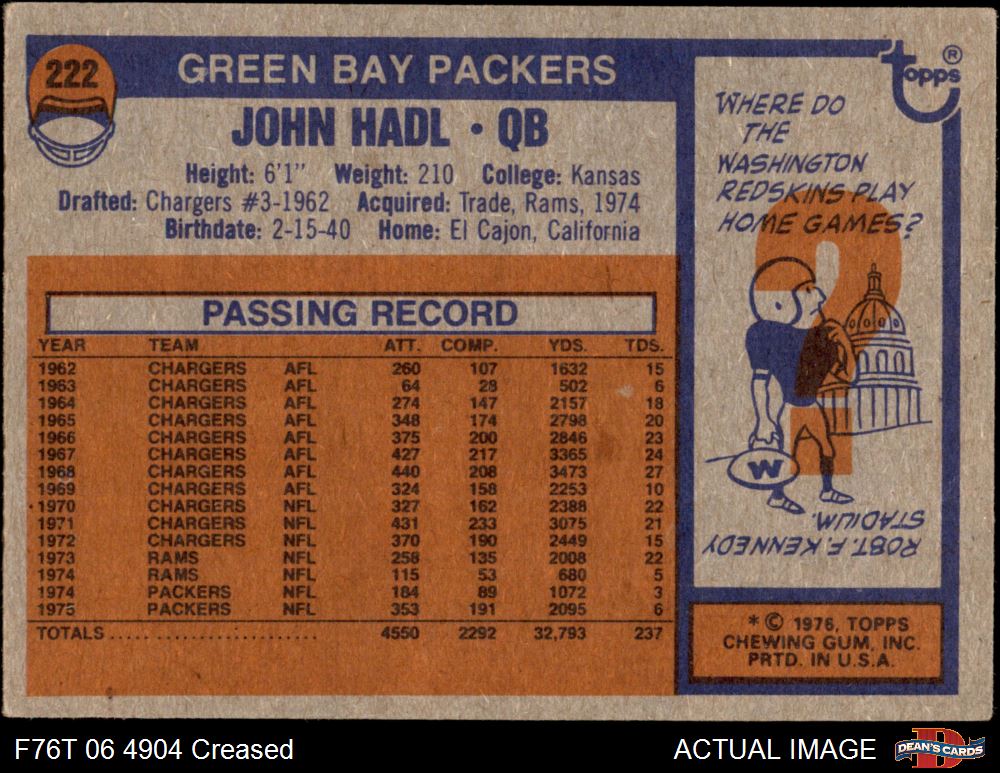 222
GREEN BAY PACKERS
JOHN HADL • QB
Height: 6'1" Weight: 210 College: Kansas
Drafted: Chargers #3-1962 Acquired: Trade, Rams, 1974
Birthdate: 2-15-40 Home: El Cajon, California
PASSING RECORD
YEAR TEAM ATT. COMP. YDS. TDS.
1962 CHARGERS AFL 260 107 1632 15
1963 CHARGERS AFL 64 28 502 6
1964 CHARGERS AFL 274 147 2157 18
1965 CHARGERS AFL 348 174 2798 20
1966 CHARGERS AFL 375 200 2846 23
1967 CHARGERS AFL 427 217 3365 24
1968 CHARGERS AFL 440 208 3473 27
1969 CHARGERS AFL 324 158 2253 10
1970 CHARGERS NFL 327 162 2388 22
1971 CHARGERS NFL 431 233 3075 21
1972 CHARGERS NFL 370 190 2449 15
1973 RAMS NFL 258 135 2008 22
1974 RAMS NFL 115 53 680 5
1974 PACKERS NFL 184 89 1072 3
1975 PACKERS NFL 353 191 2095 6
TOTALS ........................ 4550 2292 32,793 237
topps ®
WHERE DO
THE
WASHINGTON
REDSKINS PLAY
HOME GAMES?
?
W
ROBT. F. KENNEDY
STADIUM.
* © 1976, TOPPS
CHEWING GUM, INC.
PRTD. IN U.S.A.
F76T 06 4904 Creased
ACTUAL IMAGE
D
DEAN'S CARDS